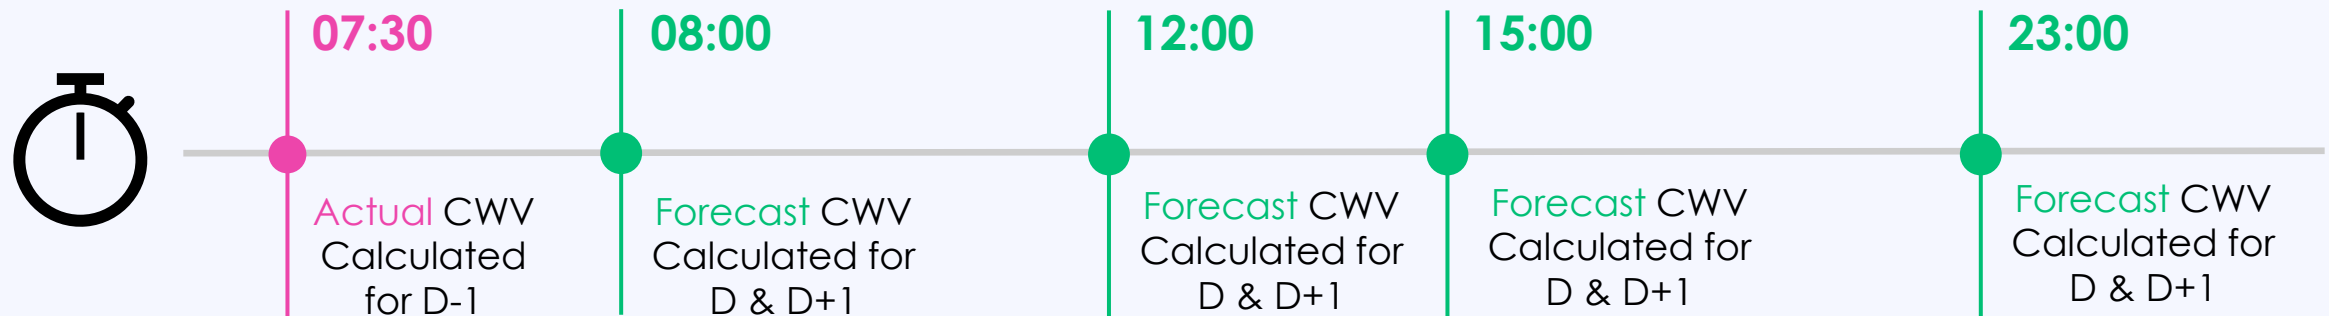 07:30
Actual CWV
Calculated
for D-1
08:00
Forecast CWV
Calculated for
D & D+1
12:00
Forecast CWV
Calculated for
D & D+1
15:00
Forecast CWV
Calculated for
D & D+1
23:00
Forecast CWV
Calculated for
D & D+1